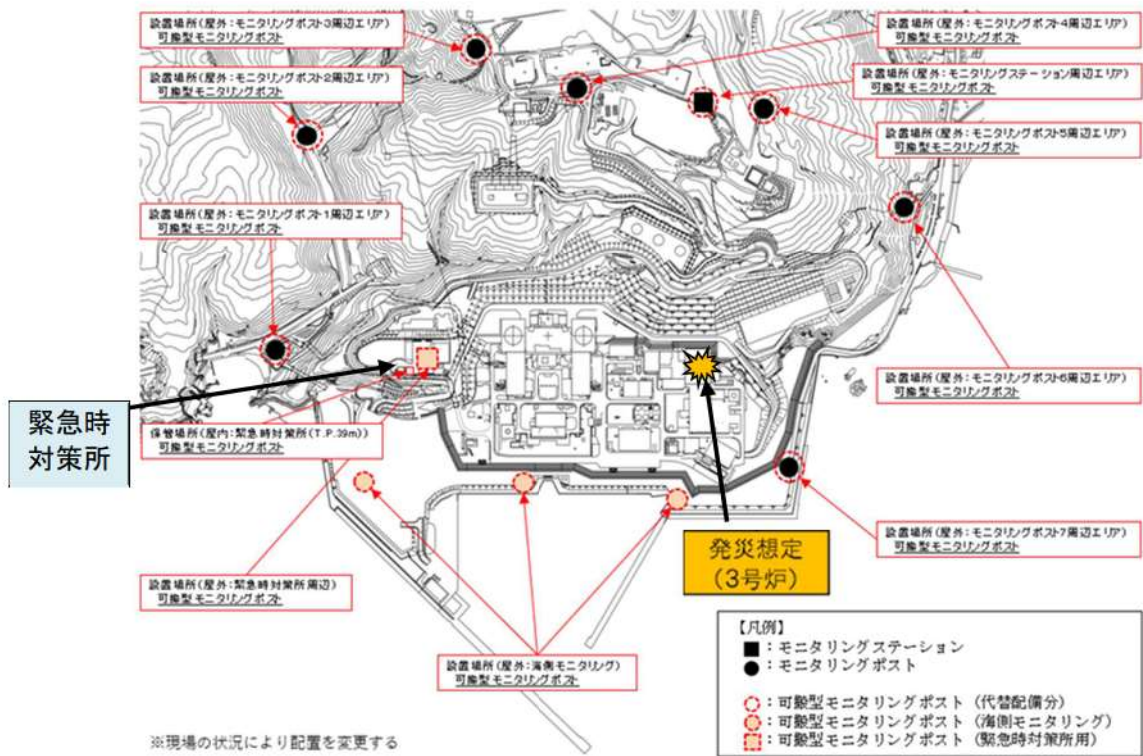 設置場所(屋外:モニタリングポスト3周辺エリア)
可搬型モニタリングポスト
設置場所(屋外:モニタリングポスト2周辺エリア)
可搬型モニタリングポスト
設置場所(屋外:モニタリングポスト4周辺エリア)
可搬型モニタリングポスト
設置場所(屋外:モニタリングステーション周辺エリア)
可搬型モニタリングポスト
設置場所(屋外:モニタリングポスト5周辺エリア)
可搬型モニタリングポスト
設置場所(屋外:モニタリングポスト1周辺エリア)
可搬型モニタリングポスト
設置場所(屋外:モニタリングポスト6周辺エリア)
可搬型モニタリングポスト
緊急時
対策所
保管場所(屋内:緊急時対策所(T.P.39m))
可搬型モニタリングポスト
設置場所(屋外:モニタリングポスト7周辺エリア)
可搬型モニタリングポスト
発災想定
(3号炉)
設置場所(屋外:緊急時対策所周辺)
可搬型モニタリングポスト
設置場所(屋外:海側モニタリング)
可搬型モニタリングポスト
【凡例】
■:モニタリングステーション
●:モニタリングポスト
:可搬型モニタリングポスト(代替配備分)
:可搬型モニタリングポスト(海側モニタリング)
:可搬型モニタリングポスト(緊急時対策所用)
※現場の状況により配置を変更する